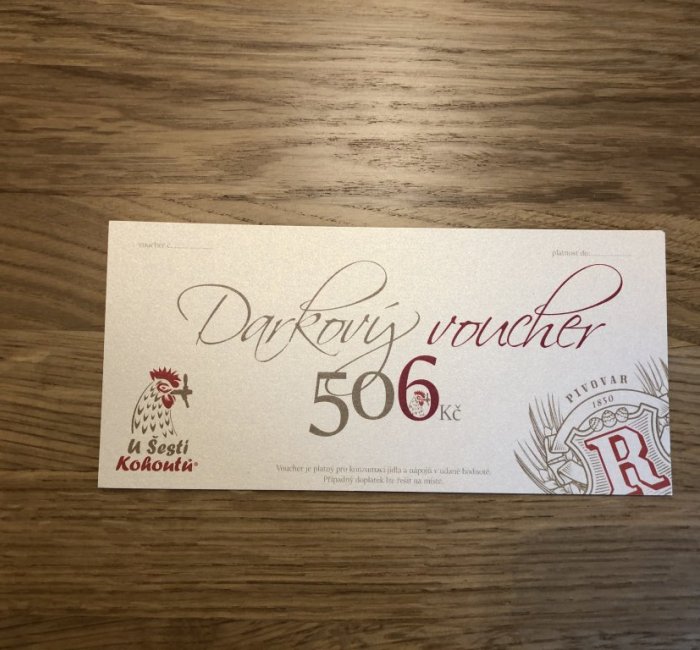 voucher č.
platnost do:
Darkový voucher
506 Kč
PIVOVAR
1850
R
U Šesti
Kohoutů®
Voucher je platný pro konzumaci jídla a nápojů v udané hodnotě.
Případný doplatek lze řešit na místě.